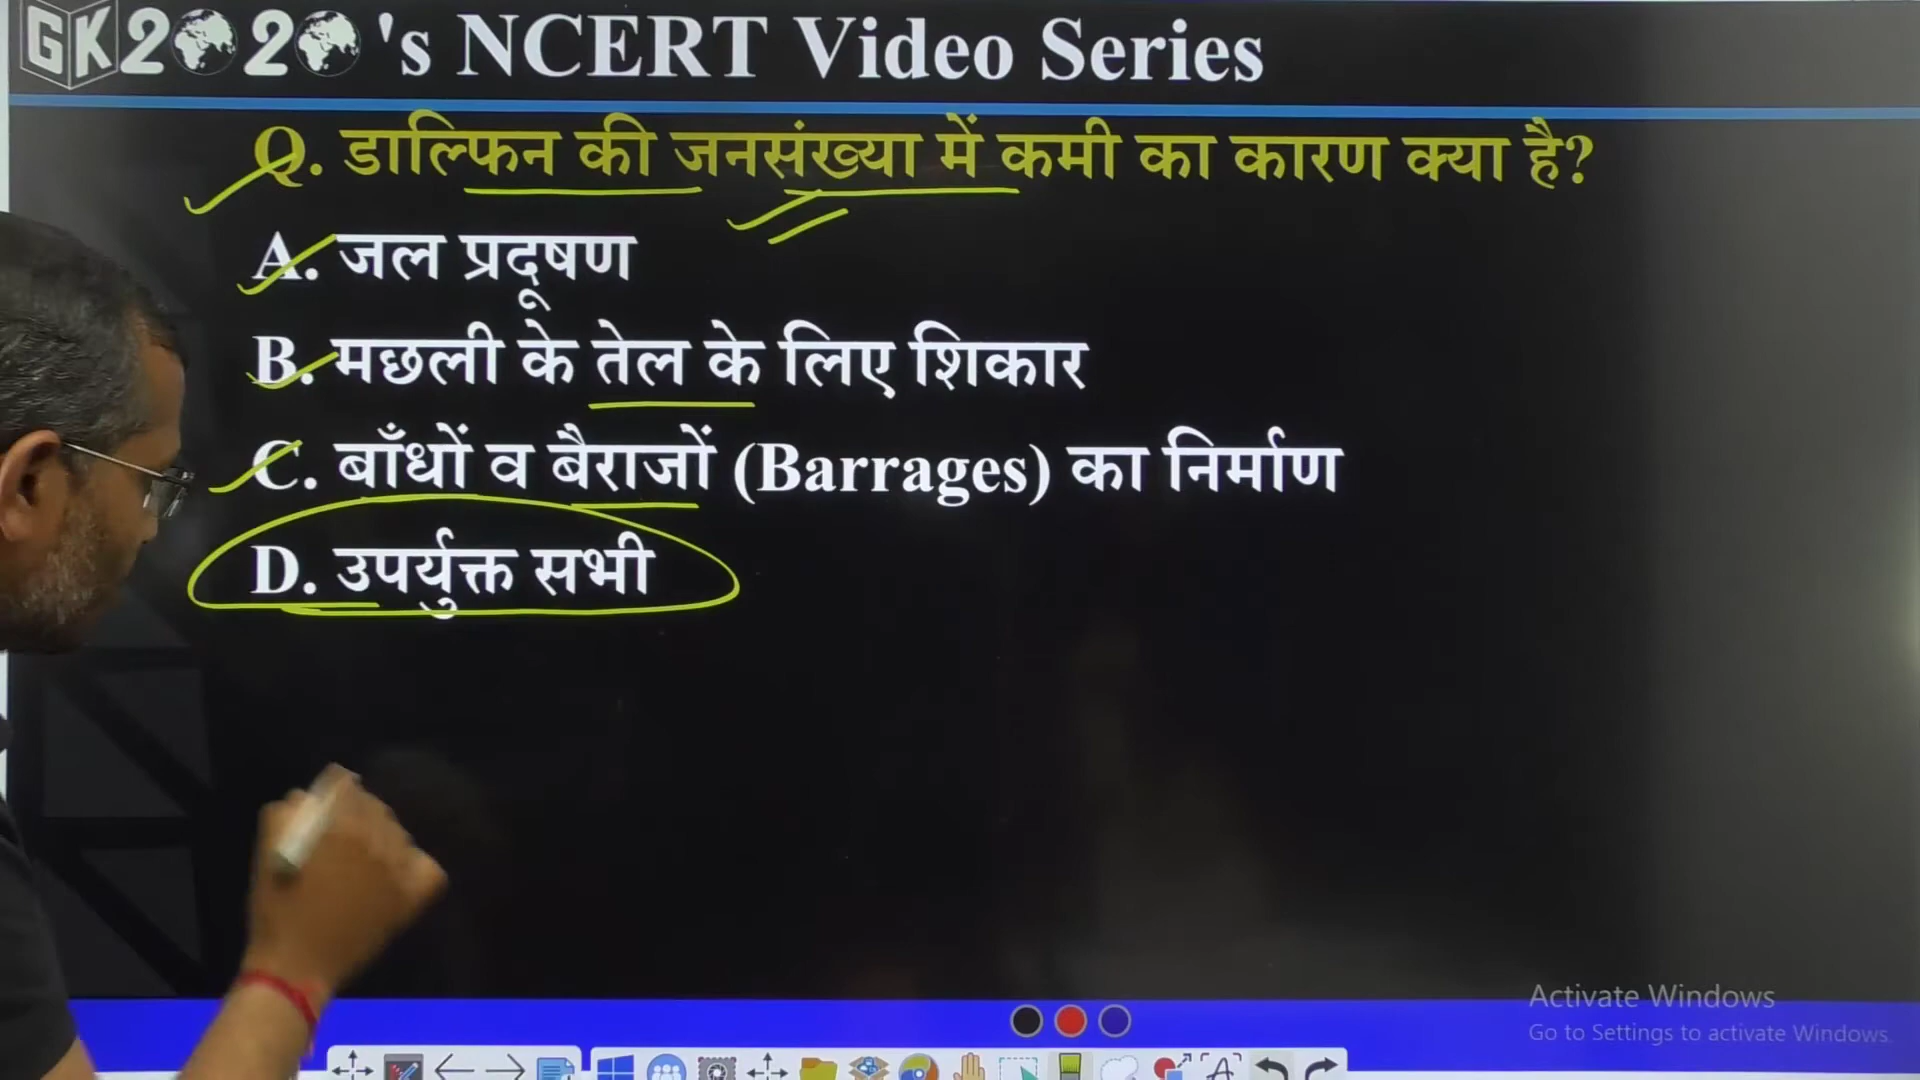 GK2020's NCERT Video Series
Q. डाल्फिन की जनसंख्या में कमी का कारण क्या है?
A. जल प्रदूषण
B. मछली के तेल के लिए शिकार
C. बाँधों व बैराजों (Barrages) का निर्माण
D. उपर्युक्त सभी
Activate Windows
Go to Settings to activate Windows.